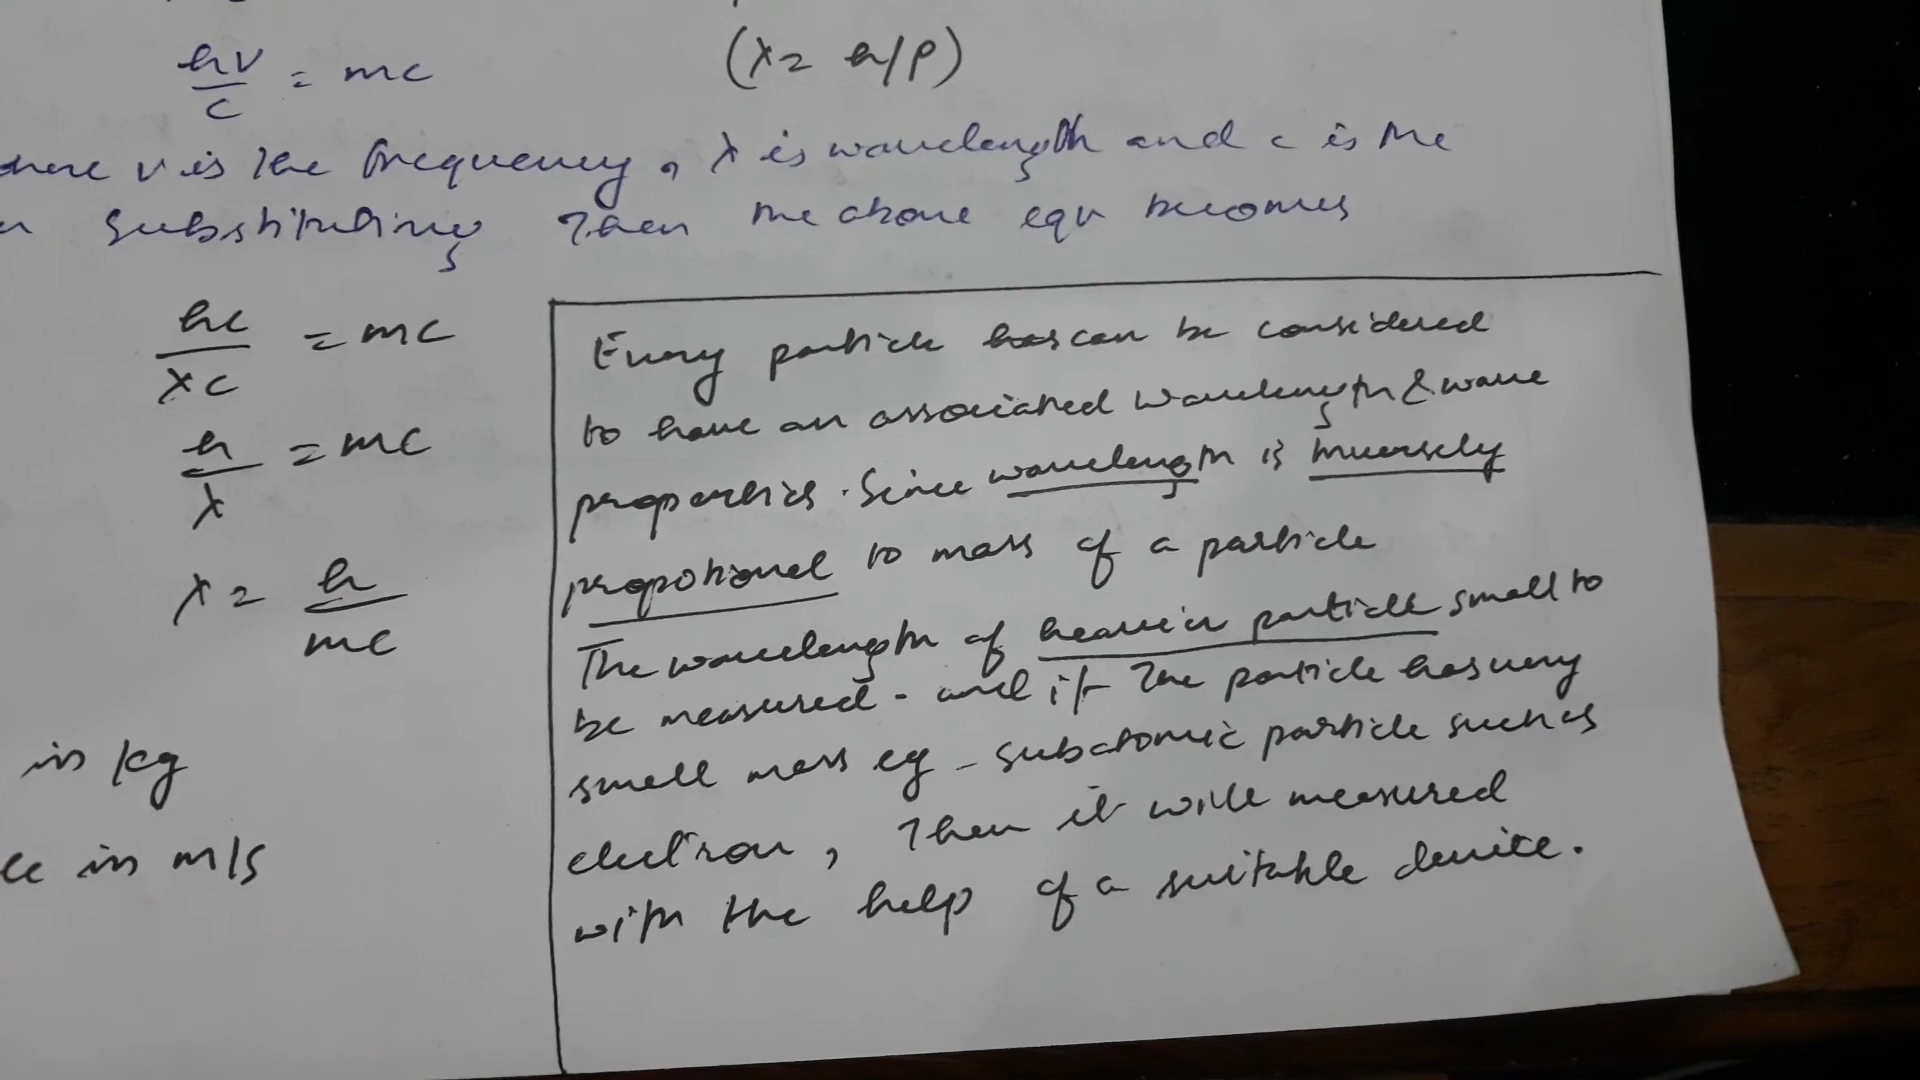 hν/c = mc
(λ = h/p)
where ν is the frequency, λ is wavelength and c is the
substituting then the above eqn becomes
hc/λc = mc
h/λ = mc
λ = h/mc
in kg
in m/s
Every particle can be considered
to have an associated wavelength & wave
properties. Since wavelength is inversely
propotional to mass of a particle
The wavelength of heavier particle small to
be measured - and if the particle has very
small mass eg - subatomic particle such as
electron, then it will measured
with the help of a suitable device.